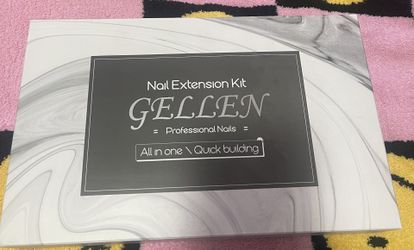 Nail Extension Kit
GELLEN
= Professional Nails =
All in one \ Quick building